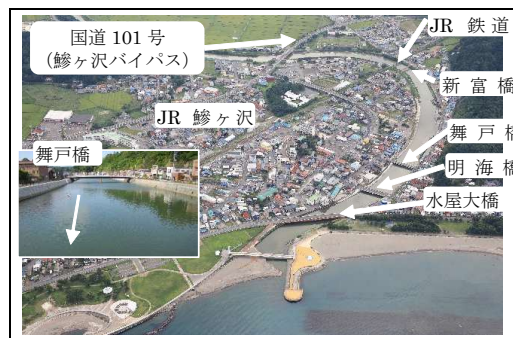 国道 101 号
(鯵ヶ沢バイパス)
JR 鉄道
新富橋
JR 鰺ヶ沢
舞戸橋
舞戸橋
明海橋
水屋大橋